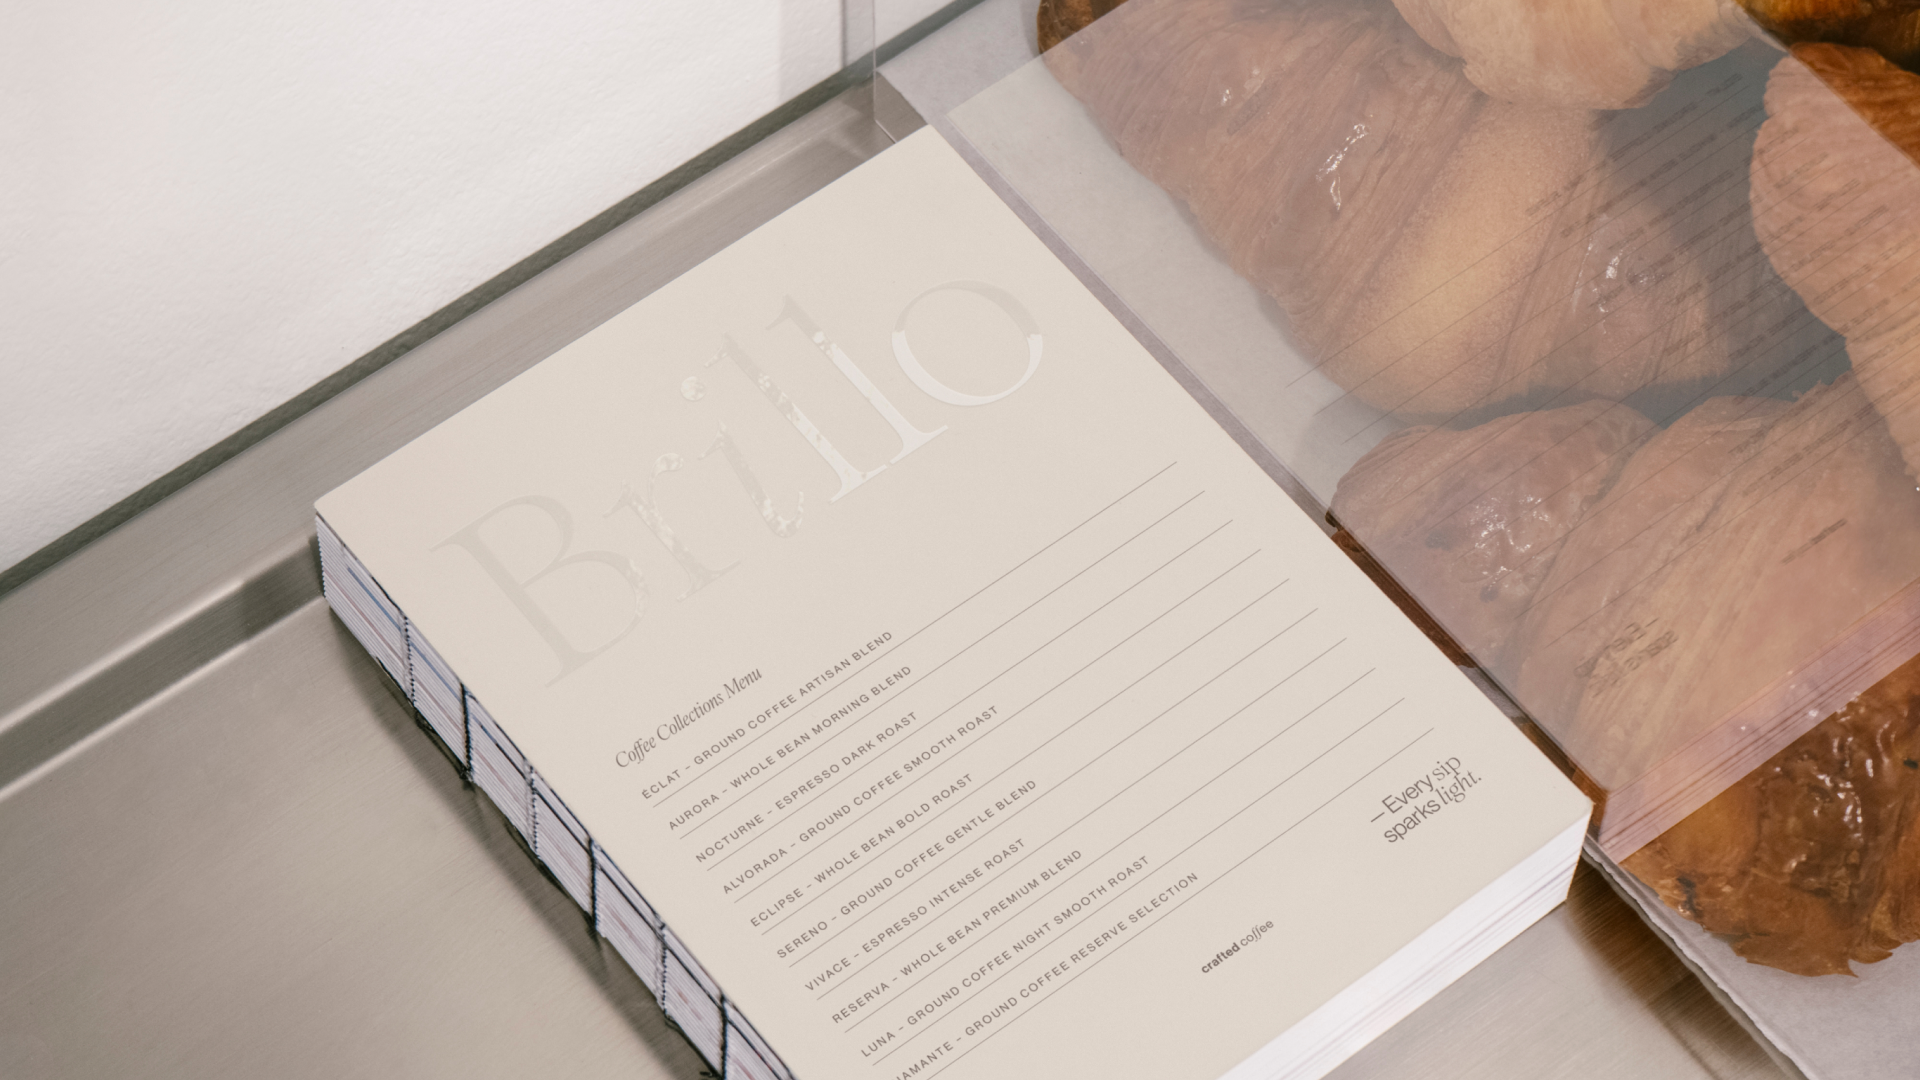 Brillo
Coffee Collections Menu
ÉCLAT – GROUND COFFEE ARTISAN BLEND
AURORA – WHOLE BEAN MORNING BLEND
NOCTURNE – ESPRESSO DARK ROAST
ALVORADA – GROUND COFFEE SMOOTH ROAST
ECLIPSE – WHOLE BEAN BOLD ROAST
SERENO – GROUND COFFEE GENTLE BLEND
VIVACE – ESPRESSO INTENSE ROAST
RESERVA – WHOLE BEAN PREMIUM BLEND
LUNA – GROUND COFFEE NIGHT SMOOTH ROAST
AMANTE – GROUND COFFEE RESERVE SELECTION
— Every sip
sparks light.
crafted.coffee